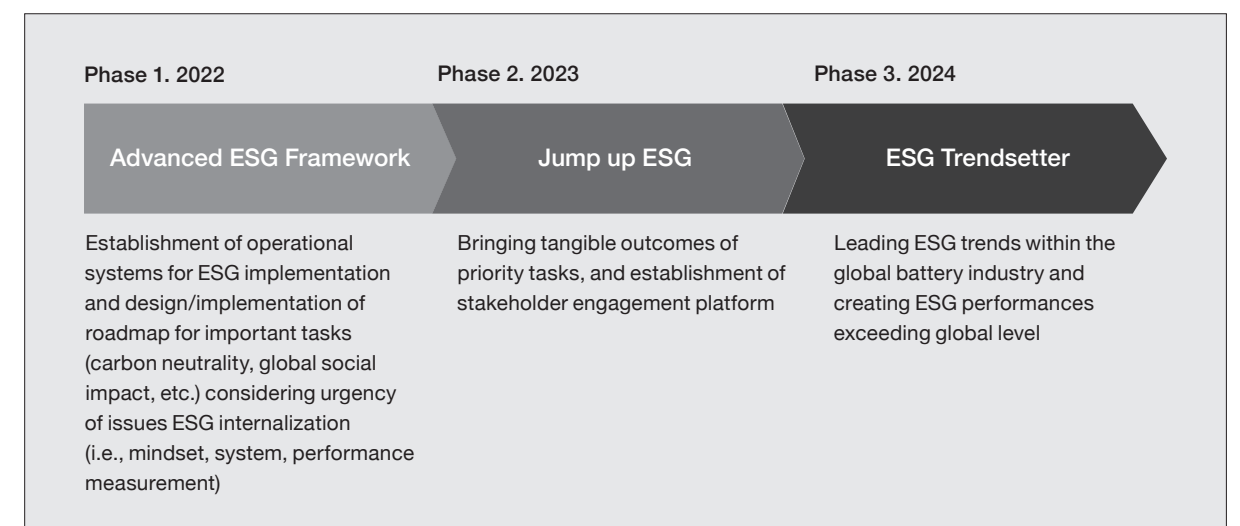 Phase 1. 2022
Advanced ESG Framework
Establishment of operational
systems for ESG implementation
and design/implementation of
roadmap for important tasks
(carbon neutrality, global social
impact, etc.) considering urgency
of issues ESG internalization
(i.e., mindset, system, performance
measurement)
Phase 2. 2023
Jump up ESG
Bringing tangible outcomes of
priority tasks, and establishment of
stakeholder engagement platform
Phase 3. 2024
ESG Trendsetter
Leading ESG trends within the
global battery industry and
creating ESG performances
exceeding global level